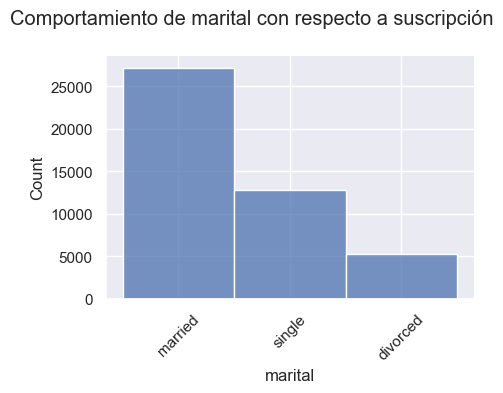 Comportamiento de marital con respecto a suscripción
25000
20000
15000
10000
5000
0
Count
married
single
divorced
marital